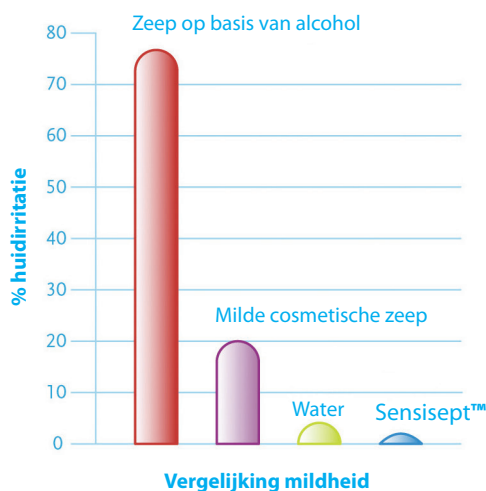 Zeep op basis van alcohol
80
70
60
50
40
30
20
10
0
% huidirritatie
Milde cosmetische zeep
Water
Sensisept™
Vergelijking mildheid